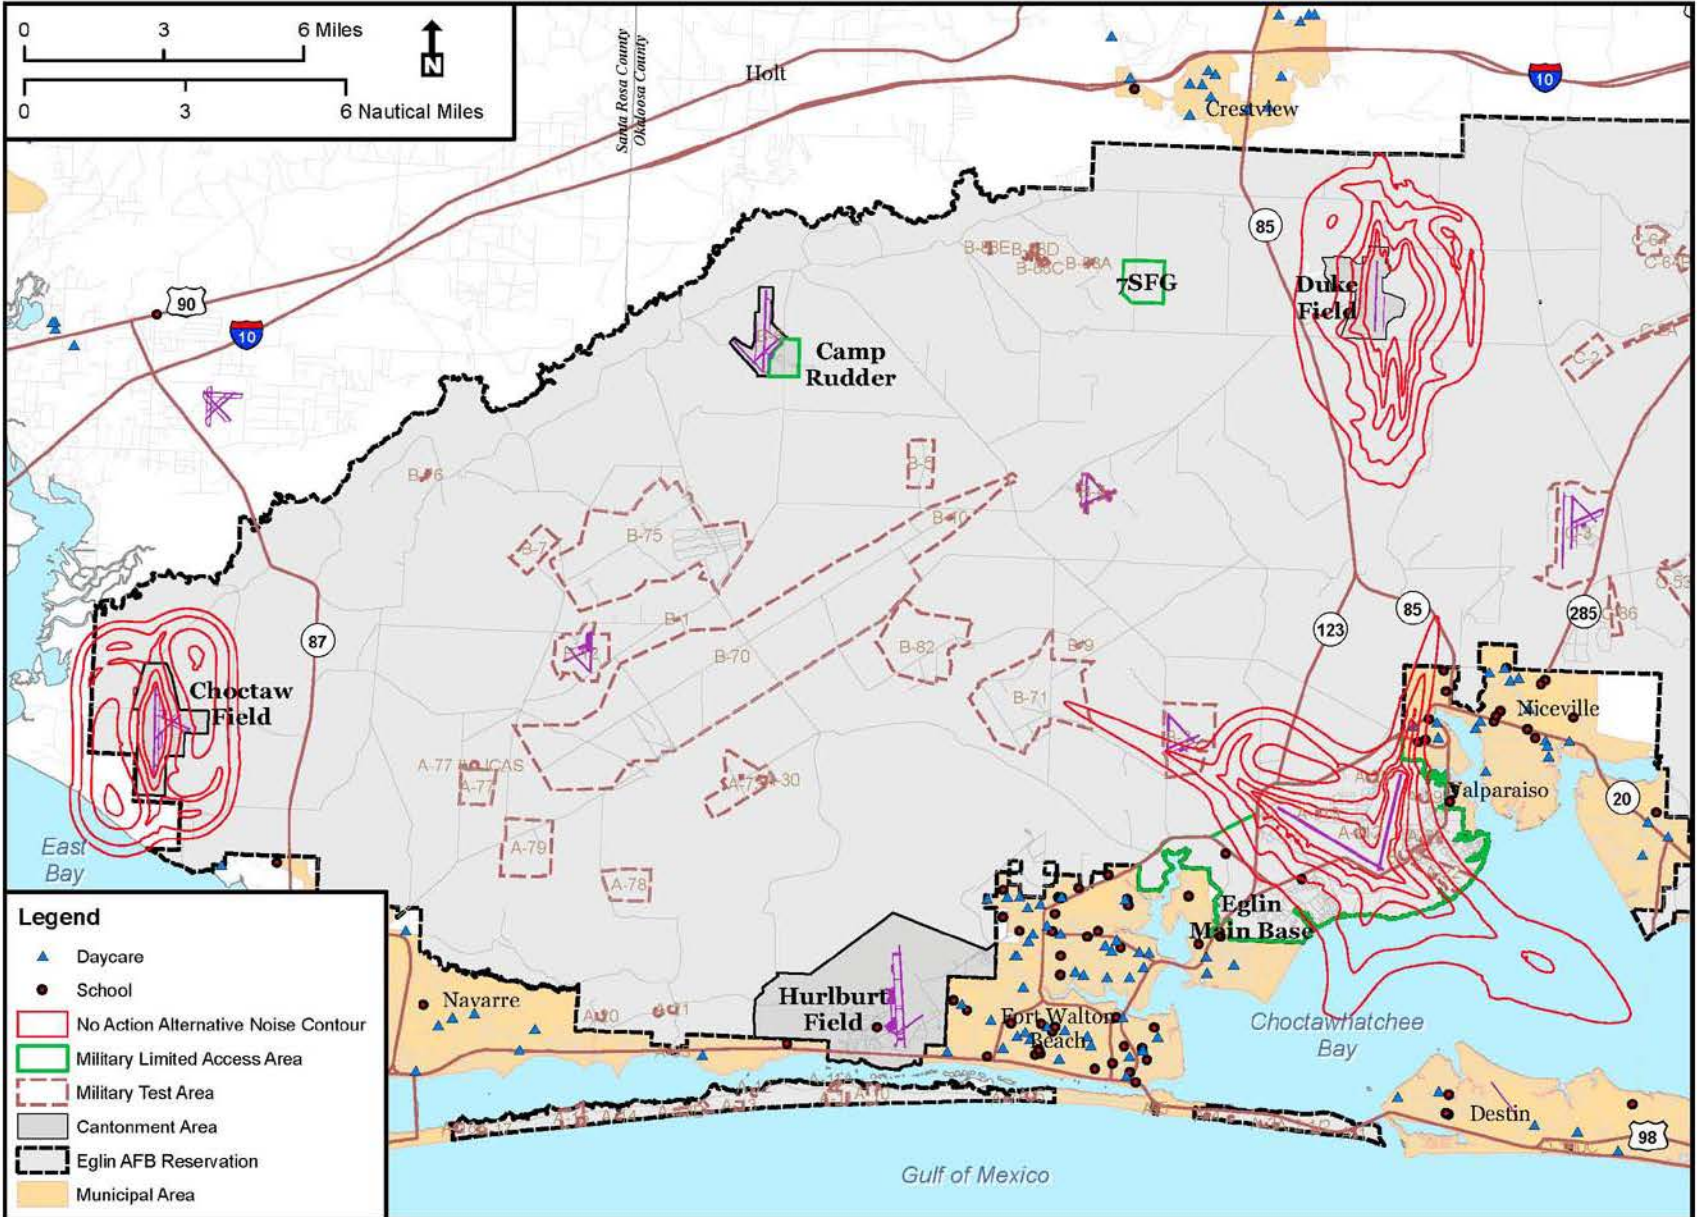 0 3 6 Miles
N
0 3 6 Nautical Miles
Santa Rosa County
Okaloosa County
Holt
10
Crestview
85
B-88A
7SFG
Duke
Field
90
10
Camp
Rudder
C-2
B-5
B-75
B-7
B-10
87
B-1
B-70
B-82
B-9
B-71
85
123
285
Choctaw
Field
Niceville
A-77
A-30
Valparaiso
20
A-79
A-78
East
Bay
Eglin
Main Base
Hurlburt
Field
Navarre
Fort Walton
Beach
Choctawhatchee
Bay
Destin
98
Gulf of Mexico
Legend
Daycare
School
No Action Alternative Noise Contour
Military Limited Access Area
Military Test Area
Cantonment Area
Eglin AFB Reservation
Municipal Area